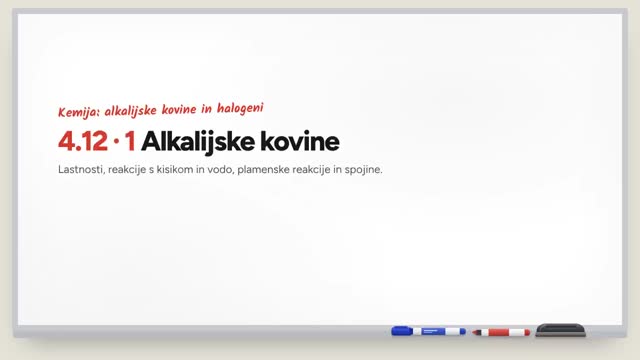 Kemija: alkalijske kovine in halogeni
4.12 · 1 Alkalijske kovine
Lastnosti, reakcije s kisikom in vodo, plamenske reakcije in spojine.